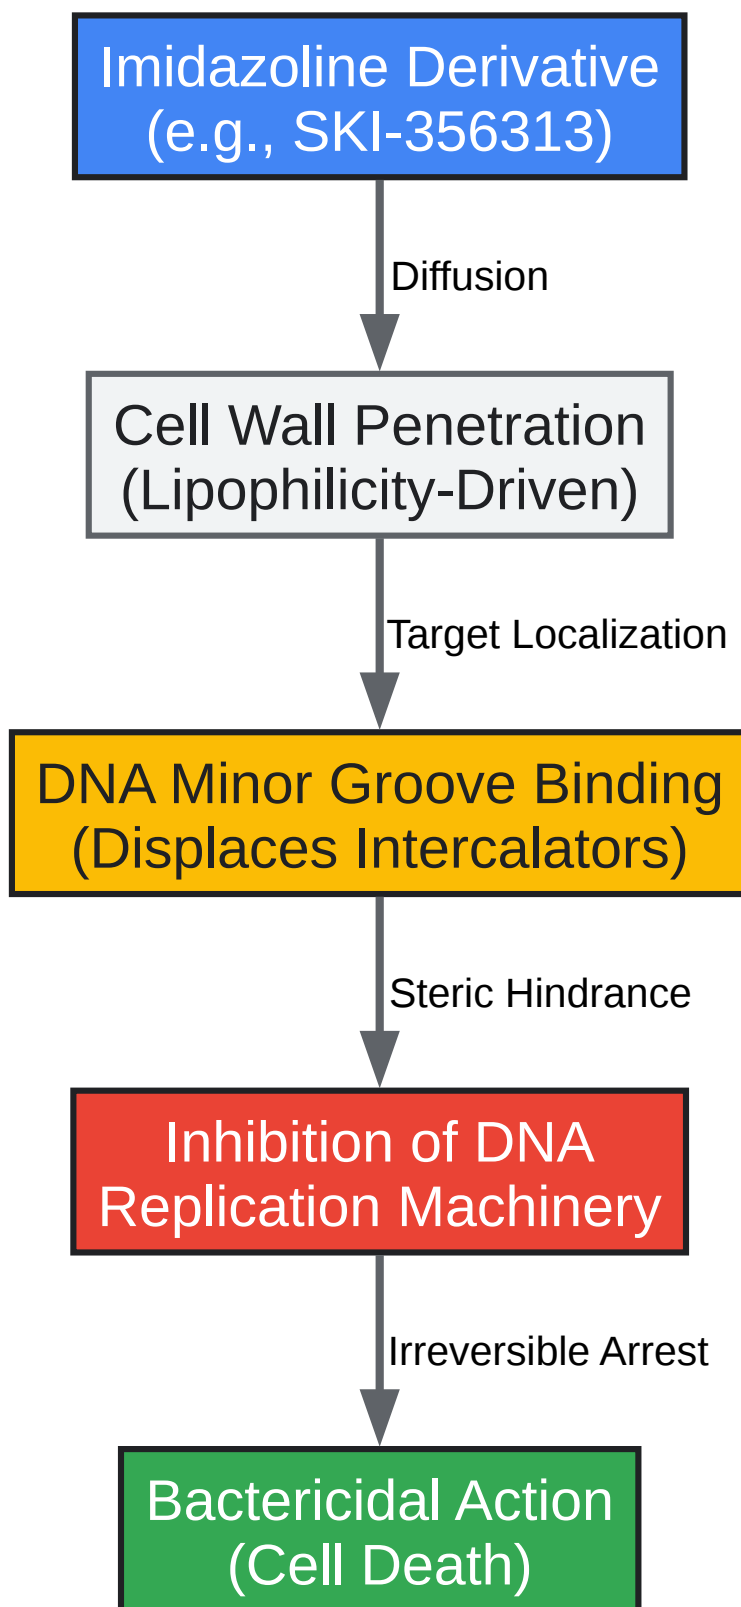 Imidazoline Derivative
(e.g., SKI-356313)
Diffusion
Cell Wall Penetration
(Lipophilicity-Driven)
Target Localization
DNA Minor Groove Binding
(Displaces Intercalators)
Steric Hindrance
Inhibition of DNA
Replication Machinery
Irreversible Arrest
Bactericidal Action
(Cell Death)